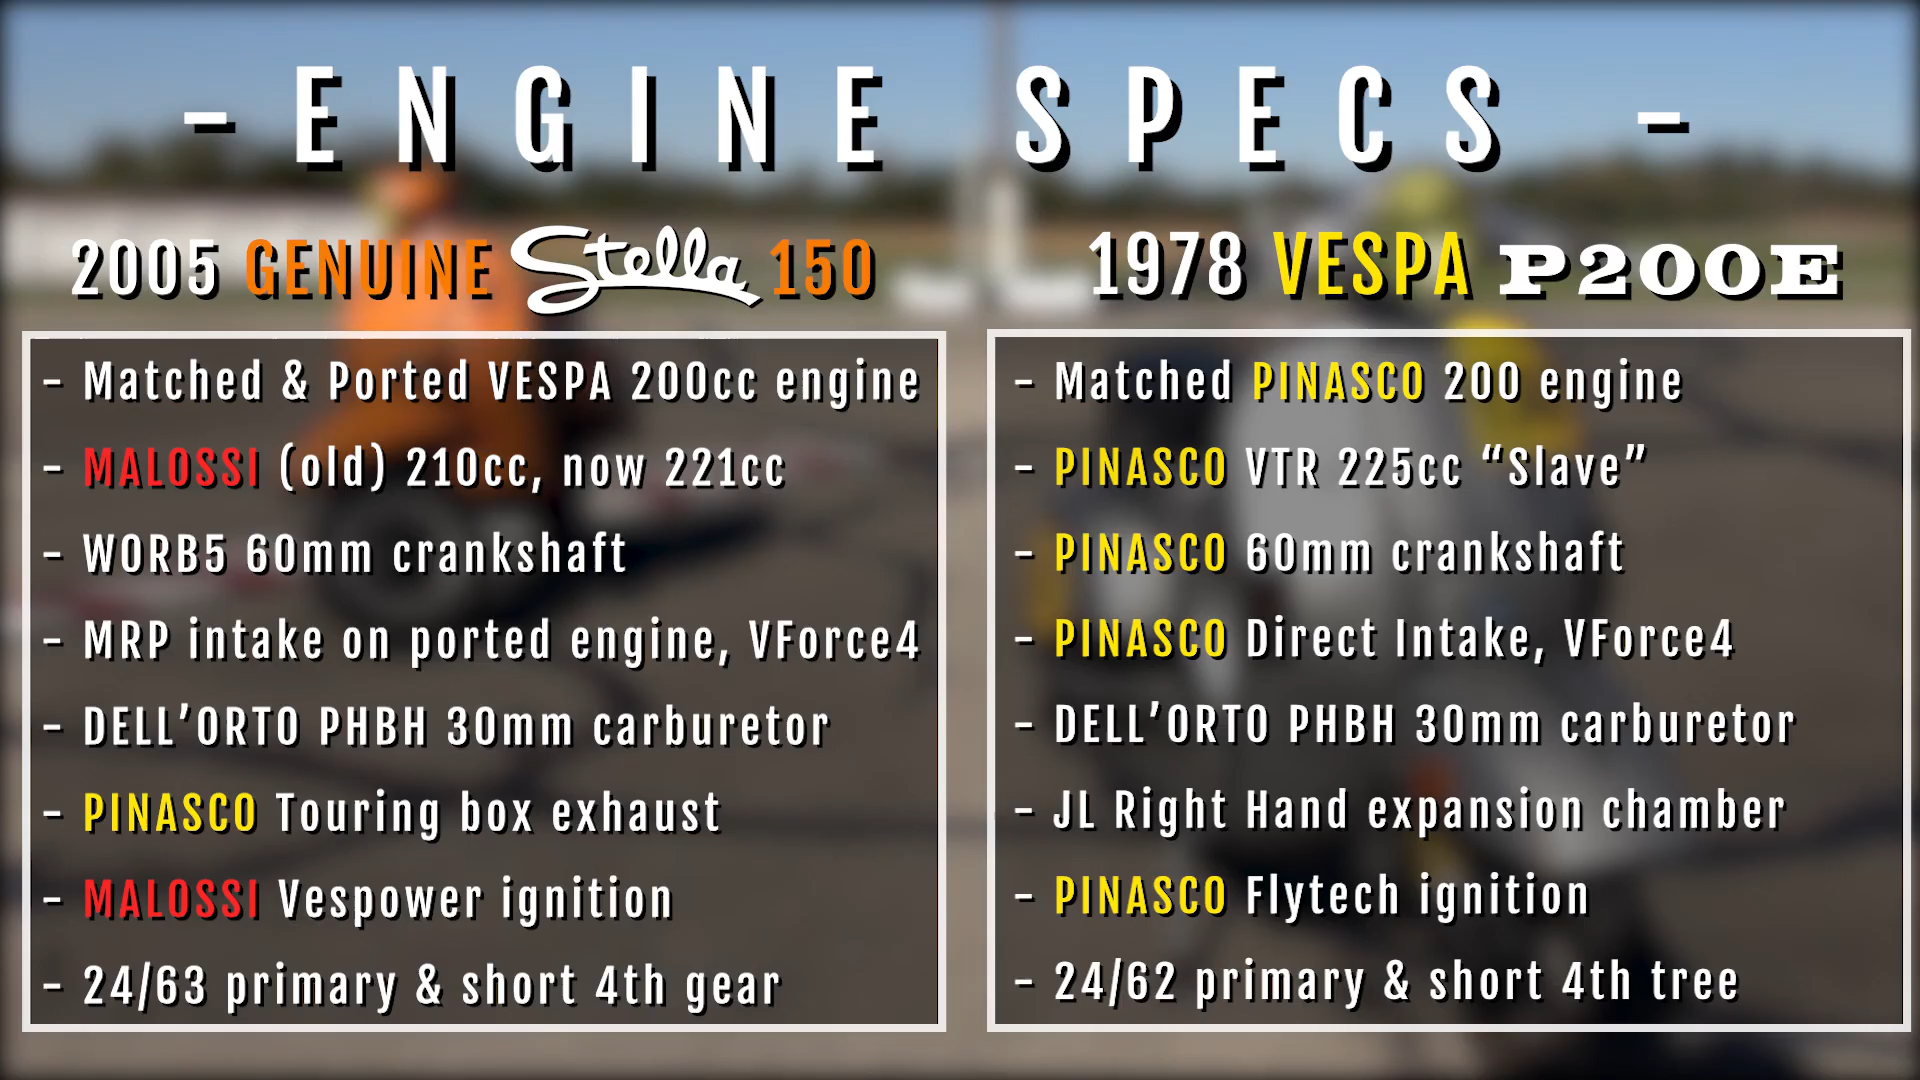 - ENGINE SPECS -
2005 GENUINE Stella 150
- Matched & Ported VESPA 200cc engine
- MALOSSI (old) 210cc, now 221cc
- WORB5 60mm crankshaft
- MRP intake on ported engine, VForce4
- DELL’ORTO PHBH 30mm carburetor
- PINASCO Touring box exhaust
- MALOSSI Vespower ignition
- 24/63 primary & short 4th gear
1978 VESPA P200E
- Matched PINASCO 200 engine
- PINASCO VTR 225cc “Slave”
- PINASCO 60mm crankshaft
- PINASCO Direct Intake, VForce4
- DELL’ORTO PHBH 30mm carburetor
- JL Right Hand expansion chamber
- PINASCO Flytech ignition
- 24/62 primary & short 4th tree